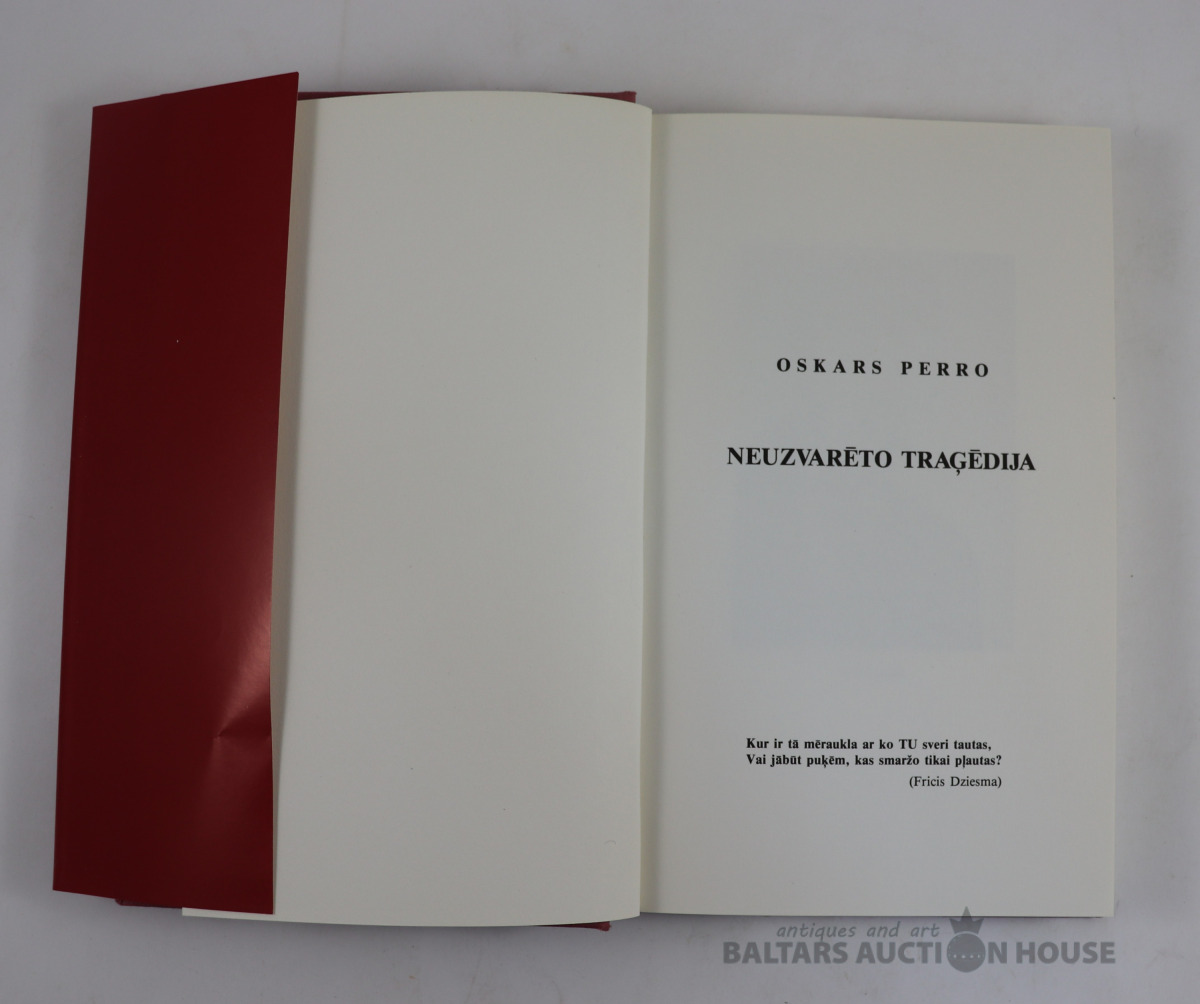 OSKARS PERRO
NEUZVARĒTO TRAĢĒDIJA
Kur ir tā mēraukla ar ko TU sveri tautas,
Vai jābūt puķēm, kas smaržo tikai pļautas?
(Fricis Dziesma)
antiques and art
BALTARS AUCTION HOUSE